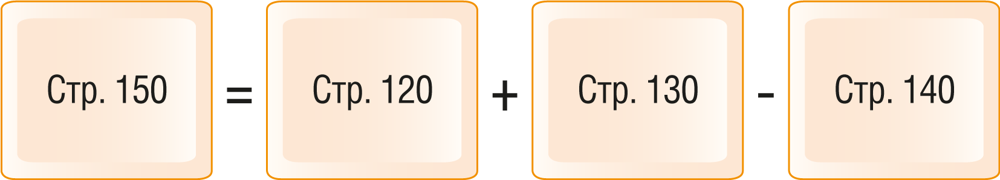 Стр. 150 = Стр. 120 + Стр. 130 - Стр. 140